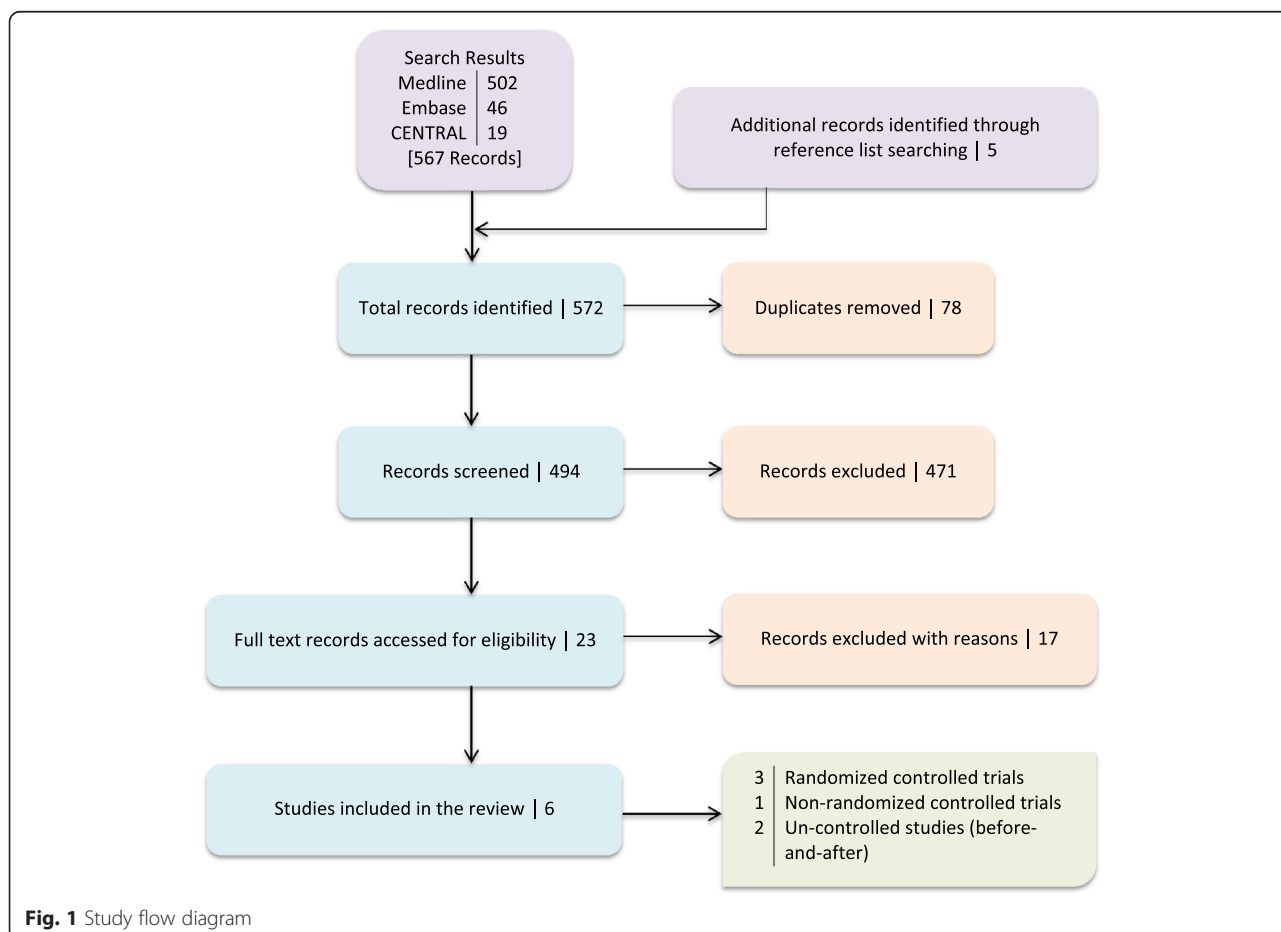 Search Results
Medline | 502
Embase | 46
CENTRAL | 19
[567 Records]
Additional records identified through
reference list searching | 5
Total records identified | 572
Duplicates removed | 78
Records screened | 494
Records excluded | 471
Full text records accessed for eligibility | 23
Records excluded with reasons | 17
Studies included in the review | 6
3 | Randomized controlled trials
1 | Non-randomized controlled trials
2 | Un-controlled studies (before-
and-after)
Fig. 1 Study flow diagram